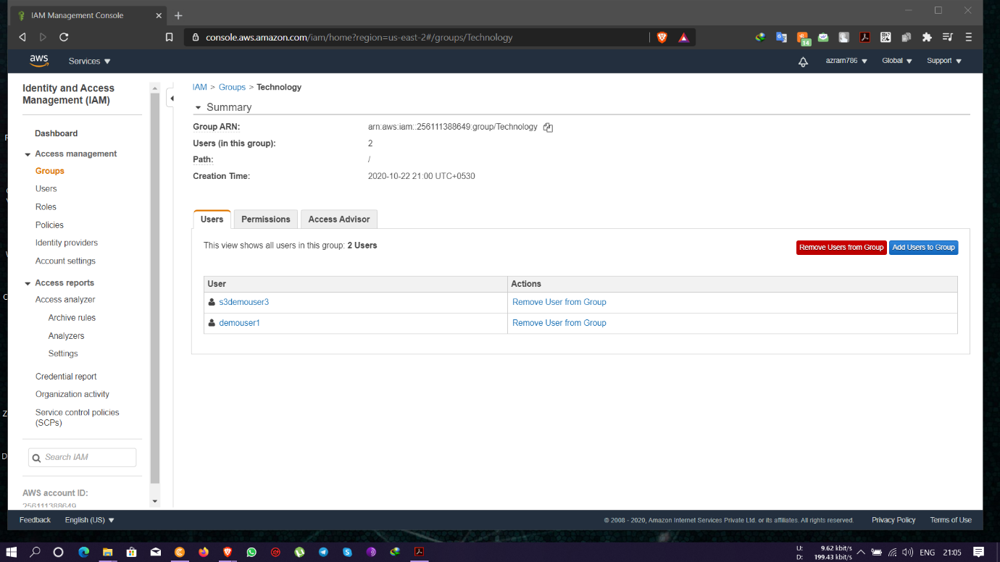 IAM Management Console
console.aws.amazon.com/iam/home?region=us-east-2#/groups/Technology
14
aws Services azram786 Global Support
Identity and Access
Management (IAM)
Dashboard
Access management
Groups
Users
Roles
Policies
Identity providers
Account settings
Access reports
Access analyzer
Archive rules
Analyzers
Settings
Credential report
Organization activity
Service control policies
(SCPs)
Search IAM
AWS account ID:
256111388649
IAM > Groups > Technology
Summary
Group ARN: arn:aws:iam::256111388649:group/Technology
Users (in this group): 2
Path: /
Creation Time: 2020-10-22 21:00 UTC+0530
Users Permissions Access Advisor
This view shows all users in this group: 2 Users
Remove Users from Group Add Users to Group
User Actions
s3demouser3 Remove User from Group
demouser1 Remove User from Group
Feedback English (US) © 2008 - 2020, Amazon Internet Services Private Ltd. or its affiliates. All rights reserved. Privacy Policy Terms of Use
U: 9.62 kbit/s
D: 199.43 kbit/s
ENG 21:05